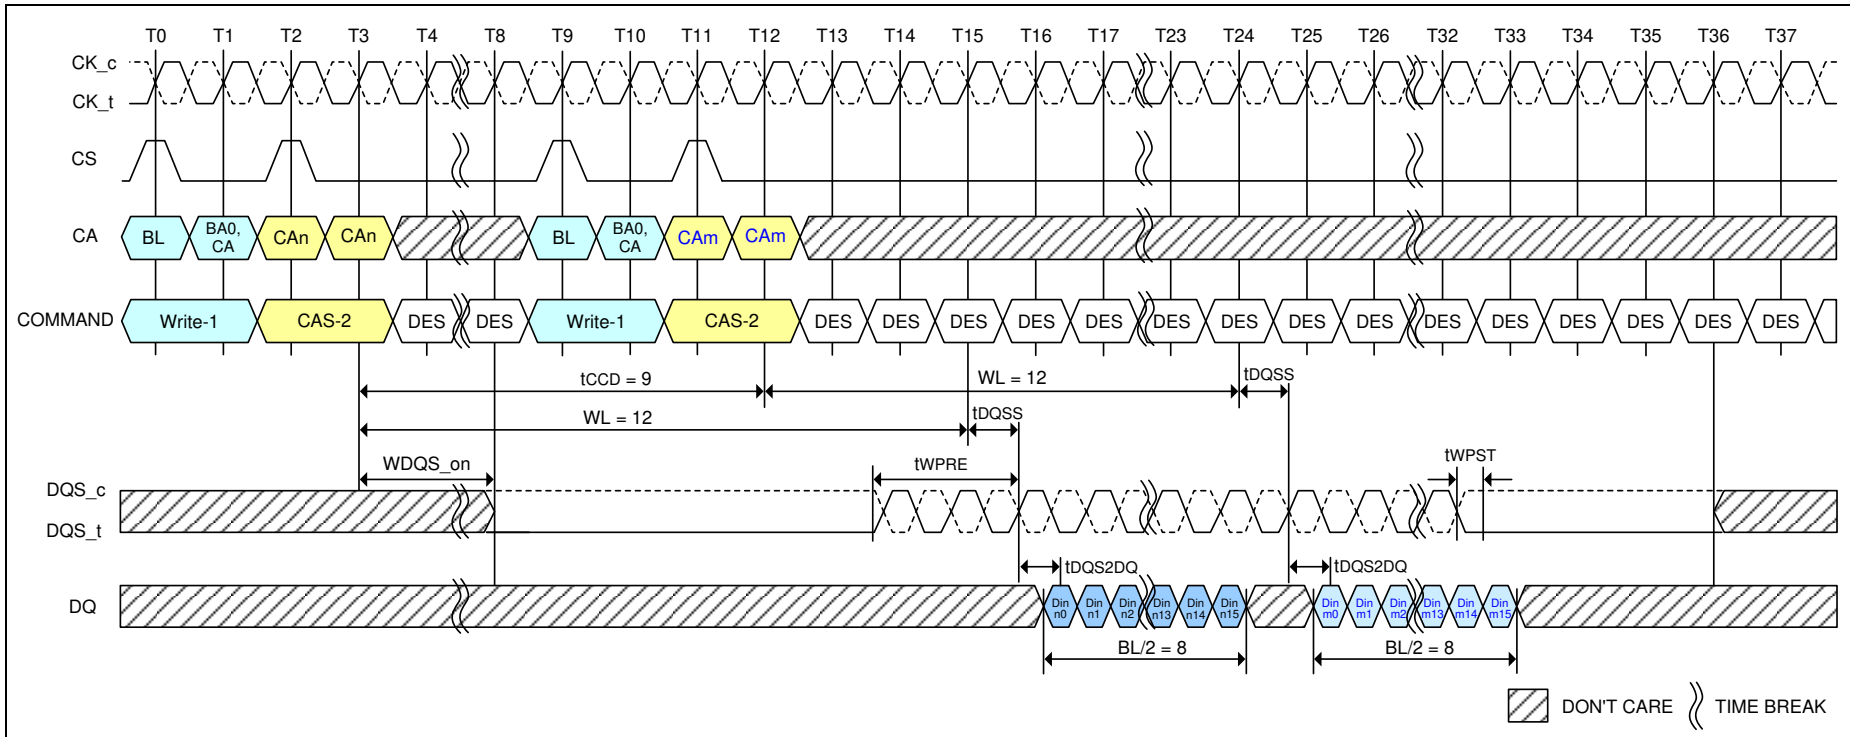 T0 T1 T2 T3 T4 T8 T9 T10 T11 T12 T13 T14 T15 T16 T17 T23 T24 T25 T26 T32 T33 T34 T35 T36 T37
CK_c
CK_t
CS
CA BL BA0, CA CAn CAn BL BA0, CA CAm CAm
COMMAND Write-1 CAS-2 DES DES Write-1 CAS-2 DES DES DES DES DES DES DES DES DES DES DES DES DES DES DES
tCCD = 9 WL = 12 tDQSS
WL = 12 tDQSS
WDQS_on tWPRE tWPST
DQS_c
DQS_t
tDQS2DQ tDQS2DQ
DQ Din n0 Din n1 Din n2 Din n13 Din n14 Din n15 Din m0 Din m1 Din m2 Din m13 Din m14 Din m15
BL/2 = 8 BL/2 = 8
DON'T CARE TIME BREAK